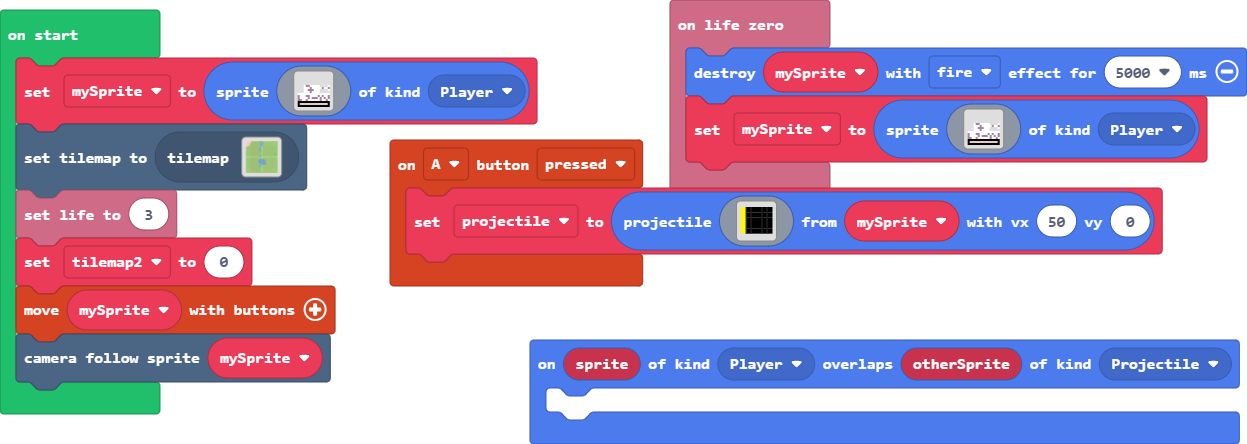 on start
set mySprite to sprite of kind Player
set tilemap to tilemap
set life to 3
set tilemap2 to 0
move mySprite with buttons
camera follow sprite mySprite
on A button pressed
set projectile to projectile from mySprite with vx 50 vy 0
on life zero
destroy mySprite with fire effect for 5000 ms
set mySprite to sprite of kind Player
on sprite of kind Player overlaps otherSprite of kind Projectile